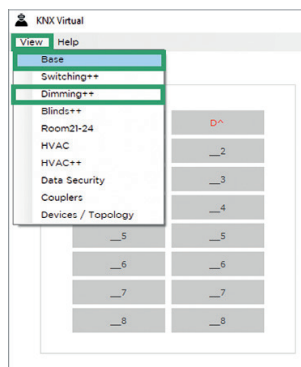 KNX Virtual
View Help
Base
Switching++
Dimming++
Blinds++
Room21-24
HVAC
HVAC++
Data Security
Couplers
Devices / Topology
D^
__2
__3
__4
__5 __5
__6 __6
__7 __7
__8 __8